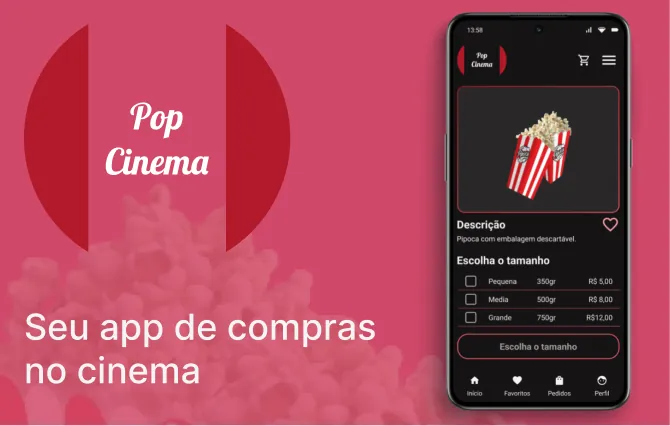 Pop
Cinema
Seu app de compras
no cinema
13:58
Pop
Cinema
Descrição
Pipoca com embalagem descartável.
Escolha o tamanho
Pequena 350gr R$ 5,00
Media 500gr R$ 8,00
Grande 750gr R$12,00
Escolha o tamanho
Início Favoritos Pedidos Perfil